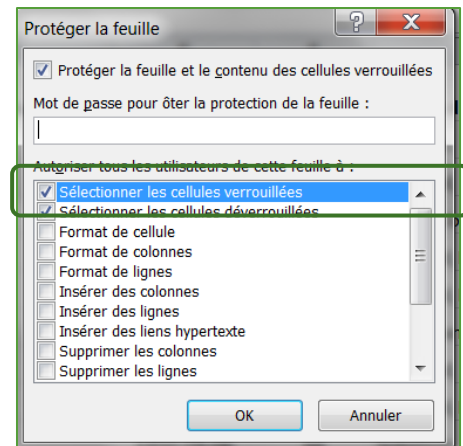 Protéger la feuille
Protéger la feuille et le contenu des cellules verrouillées
Mot de passe pour ôter la protection de la feuille :
Autoriser tous les utilisateurs de cette feuille à :
Sélectionner les cellules verrouillées
Sélectionner les cellules déverrouillées
Format de cellule
Format de colonnes
Format de lignes
Insérer des colonnes
Insérer des lignes
Insérer des liens hypertexte
Supprimer les colonnes
Supprimer les lignes
OK Annuler